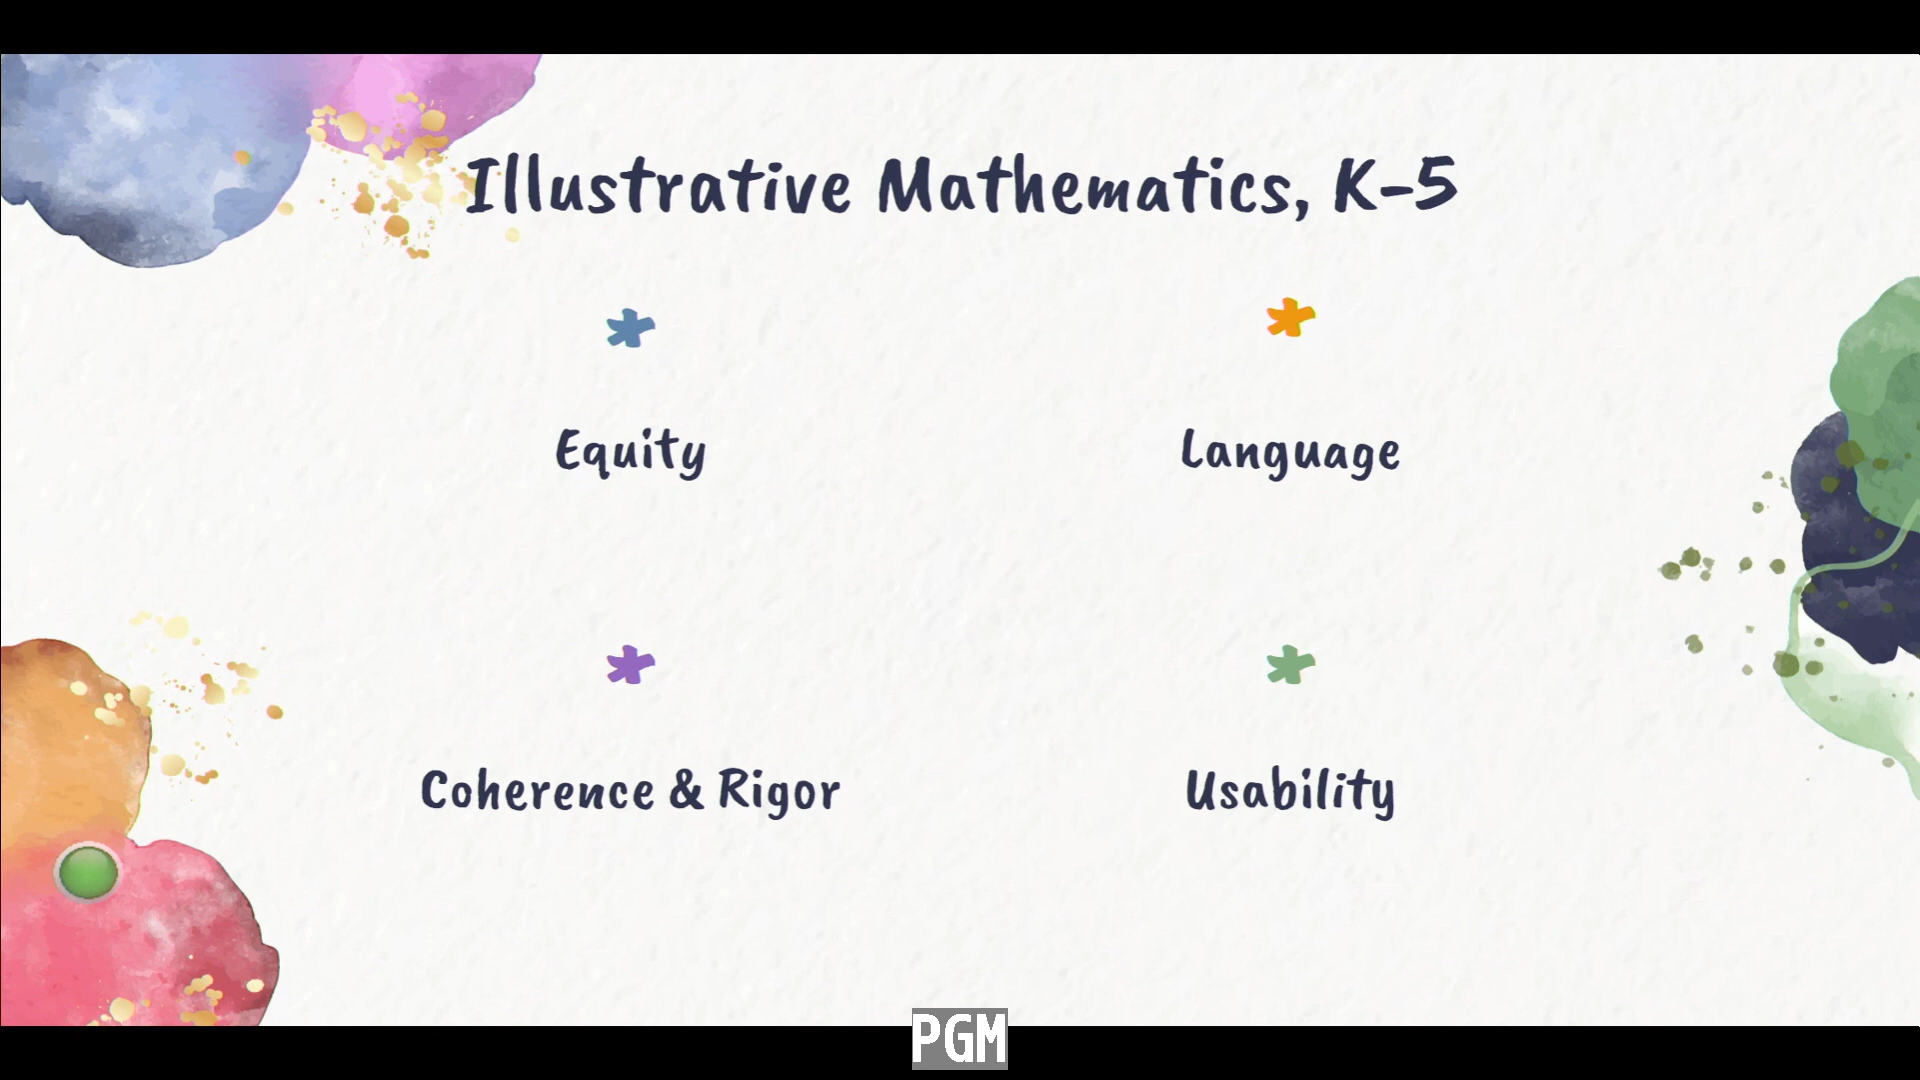 Illustrative Mathematics, K-5
* *
Equity Language
* *
Coherence & Rigor Usability
PGM